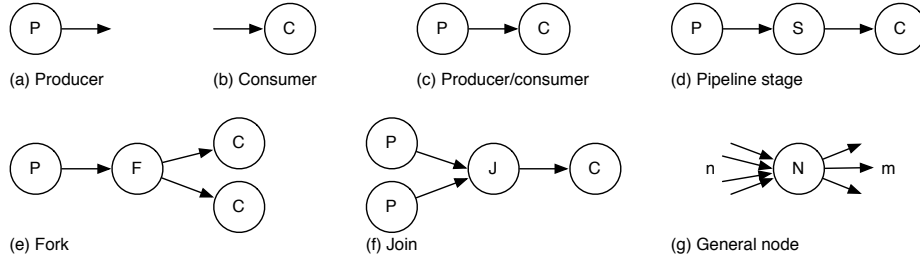 P
C
P
C
P
S
C
(a) Producer
(b) Consumer
(c) Producer/consumer
(d) Pipeline stage
P
F
C
C
P
P
J
C
n
N
m
(e) Fork
(f) Join
(g) General node